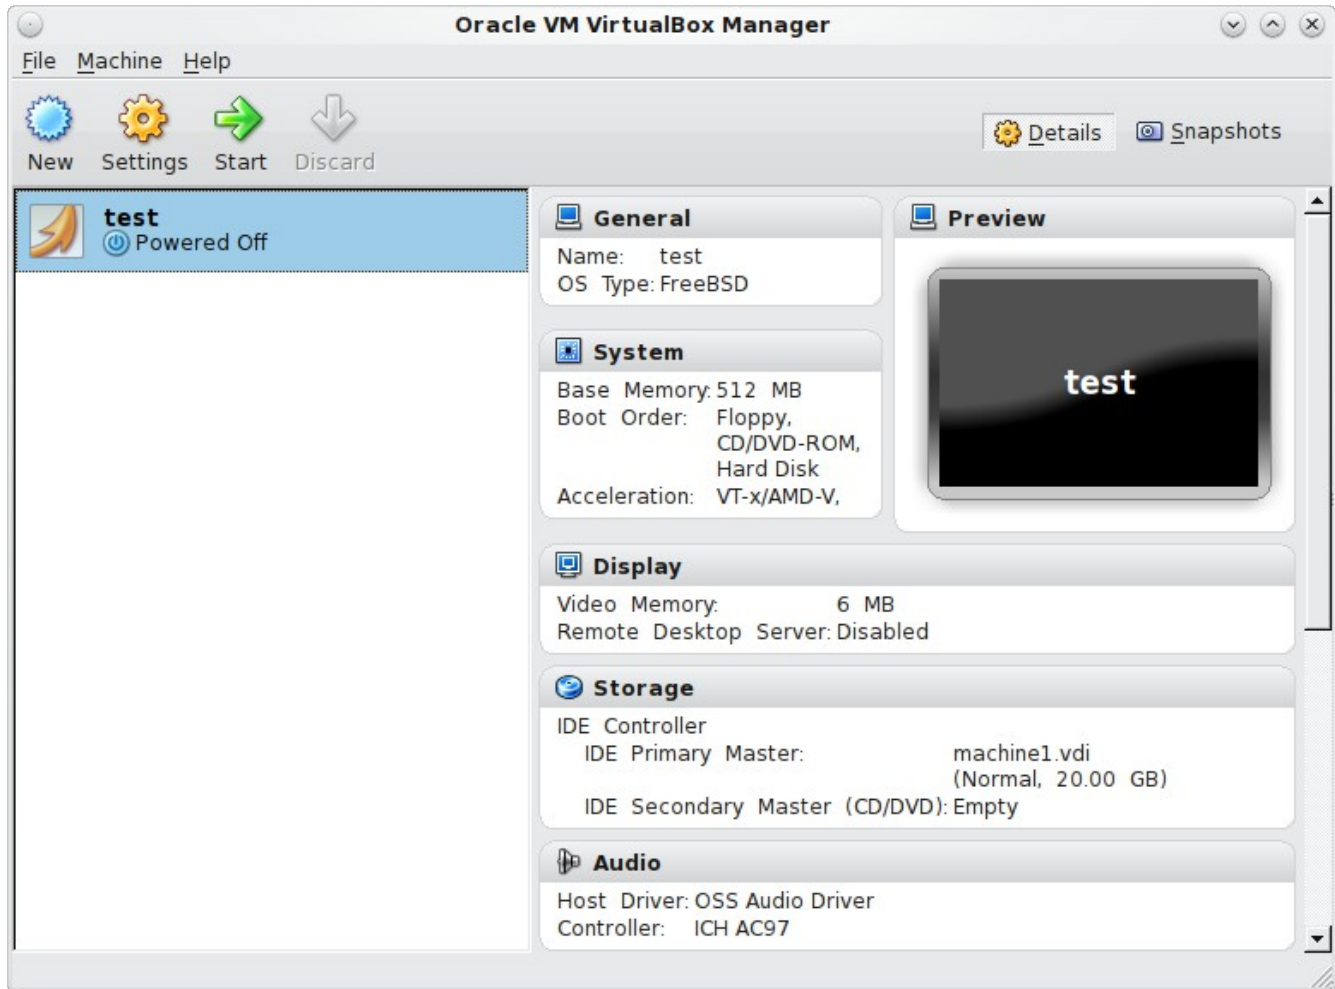 Oracle VM VirtualBox Manager
File Machine Help
New Settings Start Discard
Details Snapshots
test
Powered Off
General
Name: test
OS Type: FreeBSD
Preview
test
System
Base Memory: 512 MB
Boot Order: Floppy,
CD/DVD-ROM,
Hard Disk
Acceleration: VT-x/AMD-V,
Display
Video Memory: 6 MB
Remote Desktop Server: Disabled
Storage
IDE Controller
IDE Primary Master: machine1.vdi
(Normal, 20.00 GB)
IDE Secondary Master (CD/DVD): Empty
Audio
Host Driver: OSS Audio Driver
Controller: ICH AC97